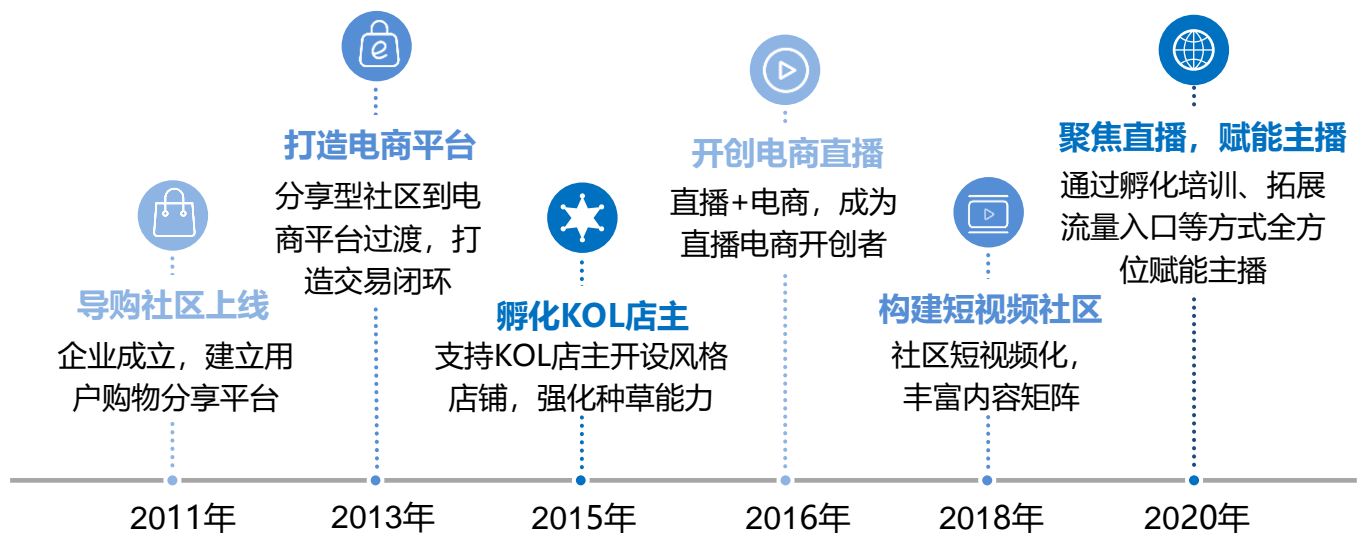 导购社区上线
企业成立，建立用
户购物分享平台
2011年
打造电商平台
分享型社区到电
商平台过渡，打
造交易闭环
2013年
孵化KOL店主
支持KOL店主开设风格
店铺，强化种草能力
2015年
开创电商直播
直播+电商，成为
直播电商开创者
2016年
构建短视频社区
社区短视频化，
丰富内容矩阵
2018年
聚焦直播，赋能主播
通过孵化培训、拓展
流量入口等方式全方
位赋能主播
2020年